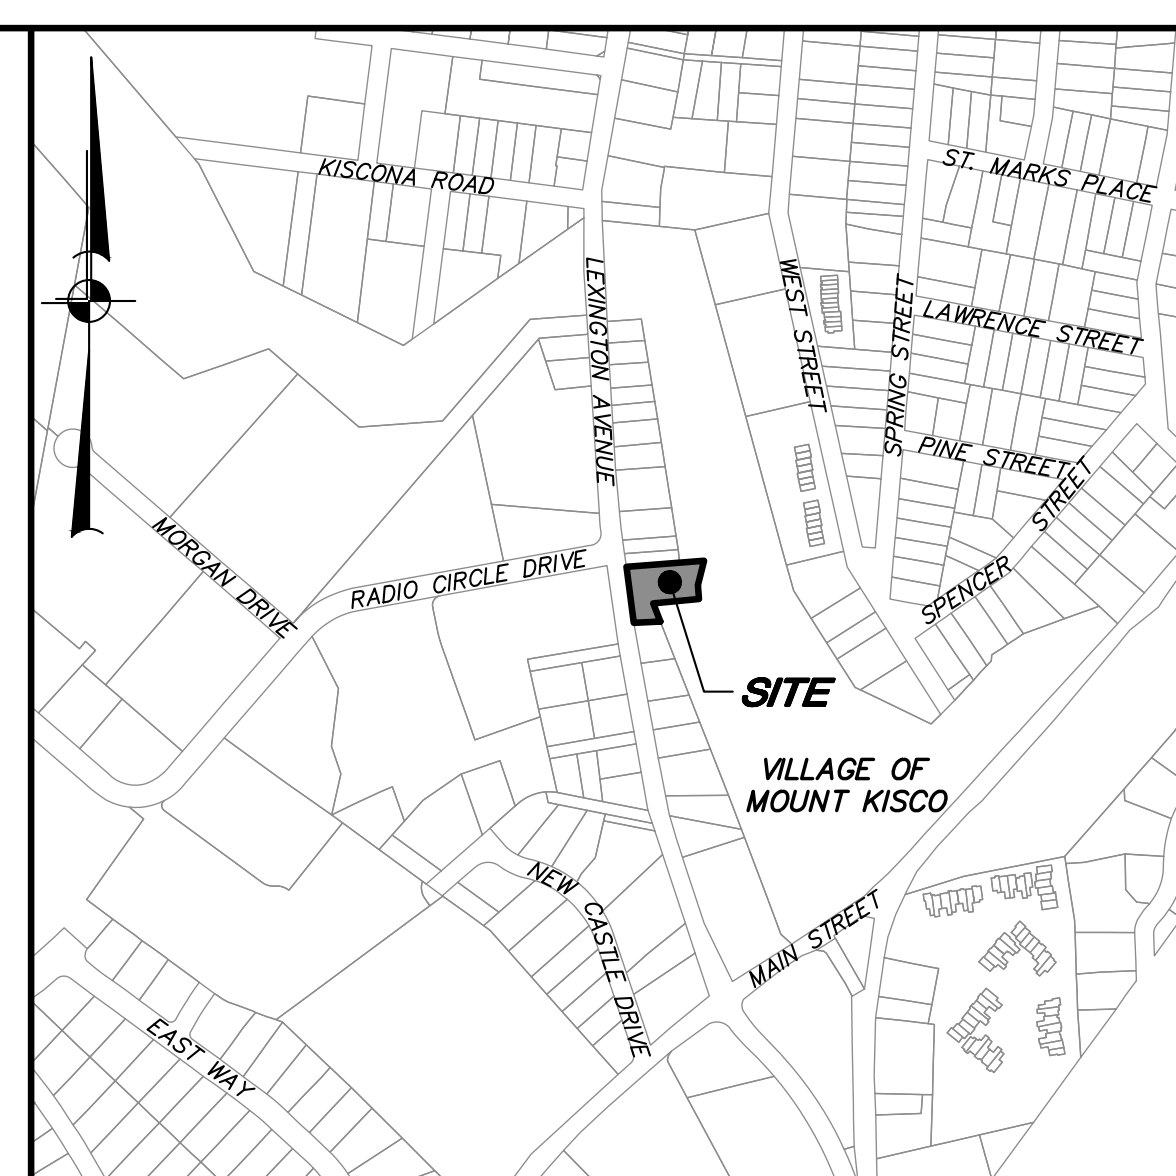 ST. MARKS PLACE
KISCONA ROAD
LEXINGTON AVENUE
WEST STREET
SPRING STREET
LAWRENCE STREET
PINE STREET
SPENCER STREET
MORGAN DRIVE
RADIO CIRCLE DRIVE
SITE
VILLAGE OF
MOUNT KISCO
NEW CASTLE DRIVE
MAIN STREET
EAST WAY